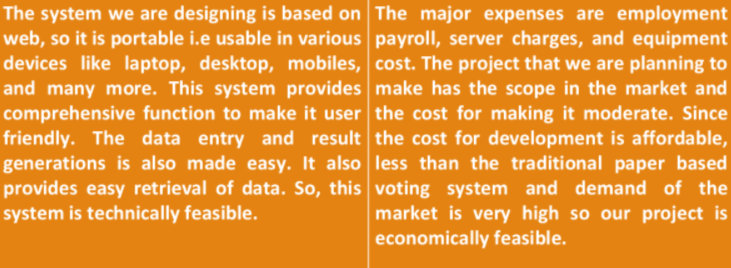 The system we are designing is based on
web, so it is portable i.e usable in various
devices like laptop, desktop, mobiles,
and many more. This system provides
comprehensive function to make it user
friendly. The data entry and result
generations is also made easy. It also
provides easy retrieval of data. So, this
system is technically feasible.
The major expenses are employment
payroll, server charges, and equipment
cost. The project that we are planning to
make has the scope in the market and
the cost for making it moderate. Since
the cost for development is affordable,
less than the traditional paper based
voting system and demand of the
market is very high so our project is
economically feasible.